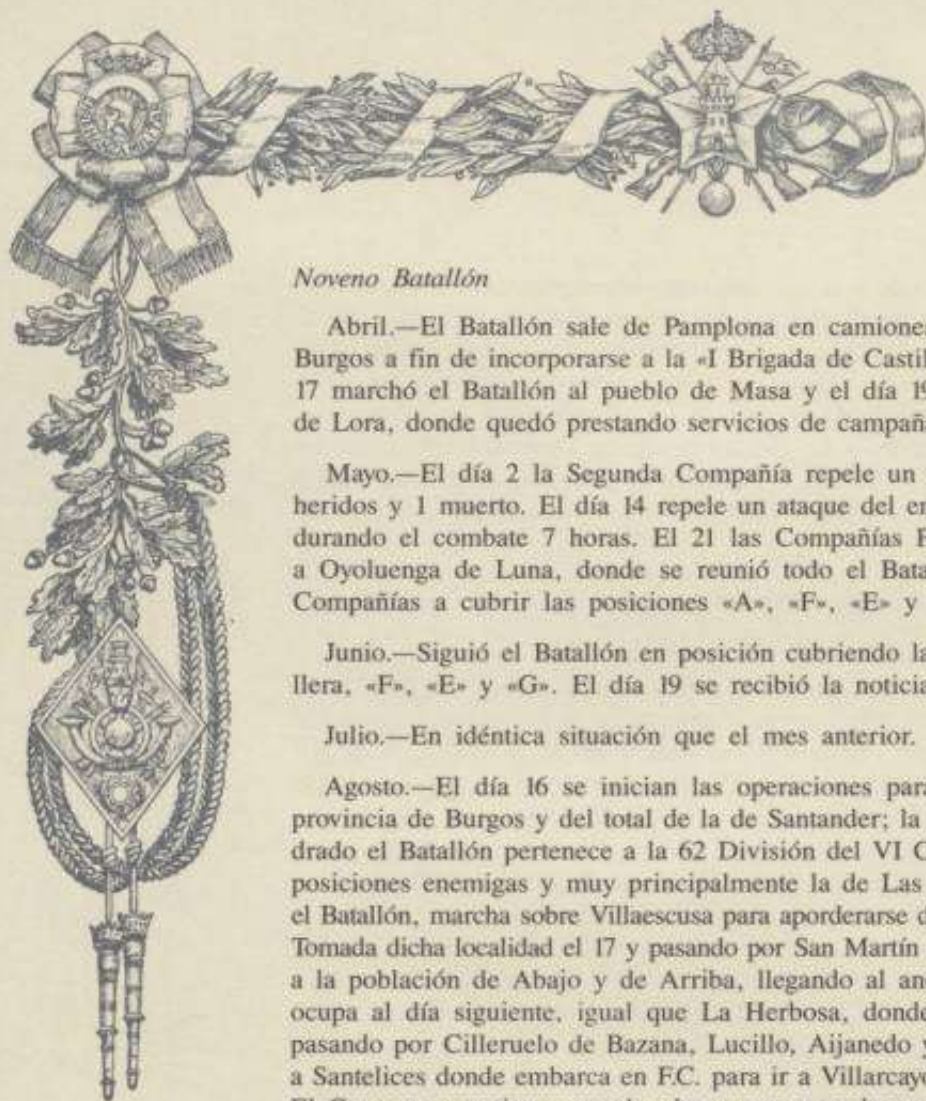 Noveno Batallón
Abril.—El Batallón sale de Pamplona en camiones
Burgos a fin de incorporarse a la «I Brigada de Castil
17 marchó el Batallón al pueblo de Masa y el día 19
de Lora, donde quedó prestando servicios de campañ
Mayo.—El día 2 la Segunda Compañía repele un
heridos y 1 muerto. El día 14 repele un ataque del en
durando el combate 7 horas. El 21 las Compañías
a Oyoluenga de Luna, donde se reunió todo el Bata
Compañías a cubrir las posiciones «A», «F», «E» y
Junio.—Siguió el Batallón en posición cubriendo la
llera, «F», «E» y «G». El día 19 se recibió la noticia
Julio.—En idéntica situación que el mes anterior.
Agosto.—El día 16 se inician las operaciones para
provincia de Burgos y del total de la de Santander; la
drado el Batallón pertenece a la 62 División del VI C
posiciones enemigas y muy principalmente la de Las
el Batallón, marcha sobre Villaescusa para aporderarse d
Tomada dicha localidad el 17 y pasando por San Martín
a la población de Abajo y de Arriba, llegando al an
ocupa al día siguiente, igual que La Herbosa, donde
pasando por Cilleruelo de Bazana, Lucillo, Aijanedo y
a Santelices donde embarca en F.C. para ir a Villarcayo